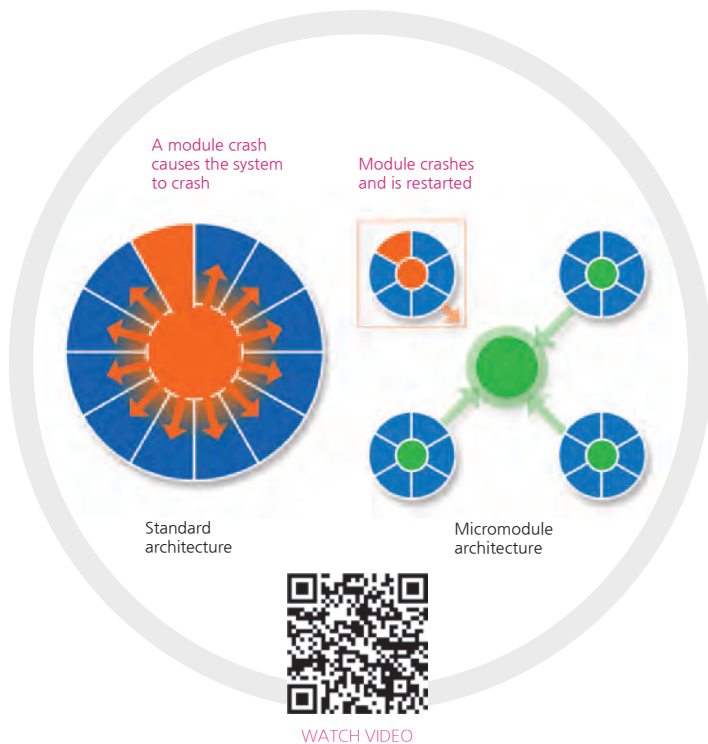 A module crash
causes the system
to crash
Module crashes
and is restarted
Standard
architecture
Micromodule
architecture
WATCH VIDEO